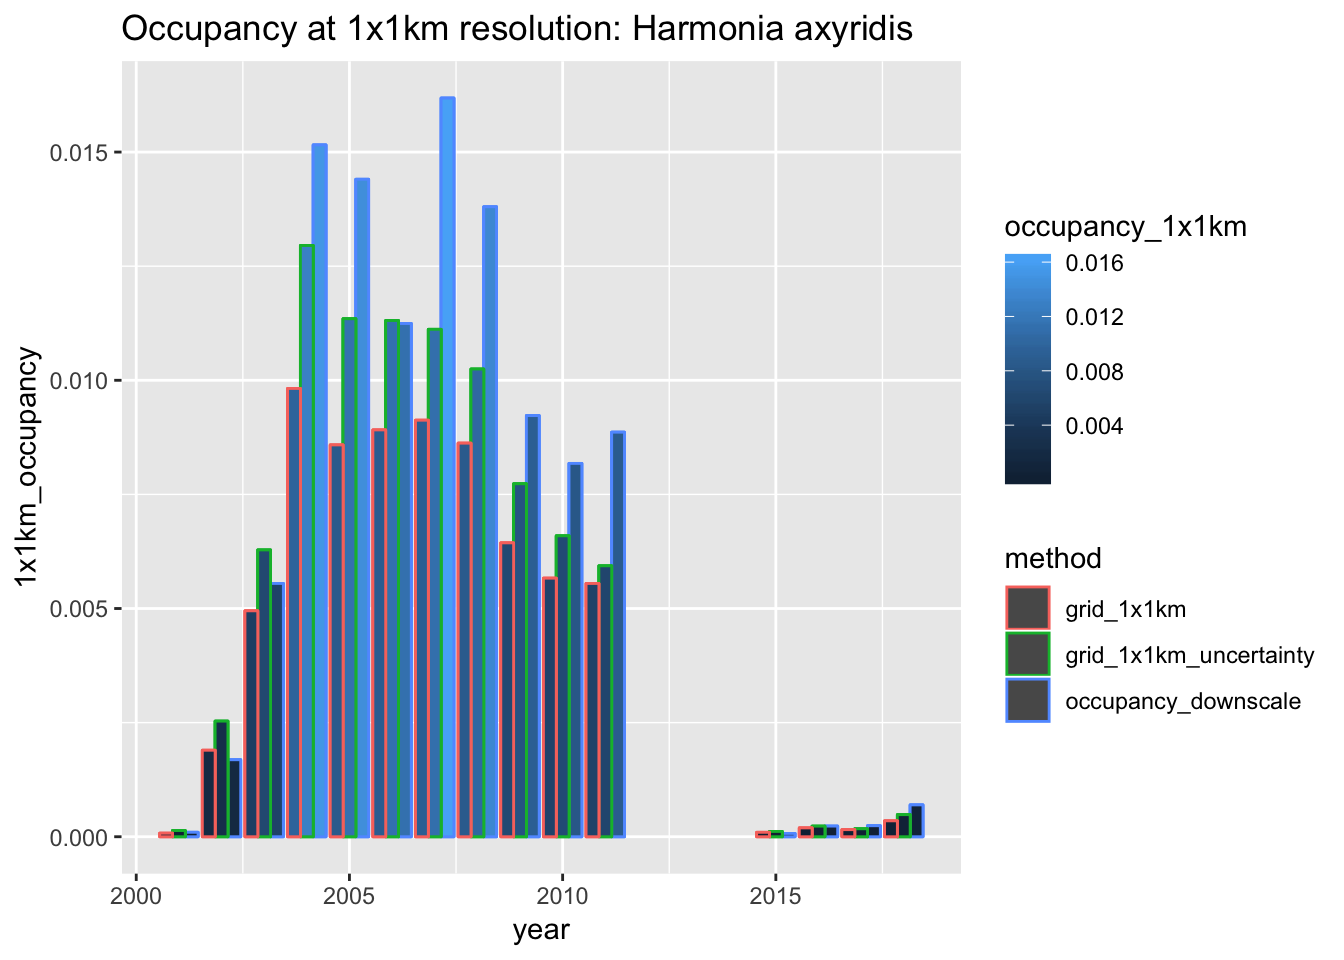 Occupancy at 1x1km resolution: Harmonia axyridis
1x1km_occupancy
0.015
0.010
0.005
0.000
2000
2005
2010
2015
year
occupancy_1x1km
0.016
0.012
0.008
0.004
method
grid_1x1km
grid_1x1km_uncertainty
occupancy_downscale